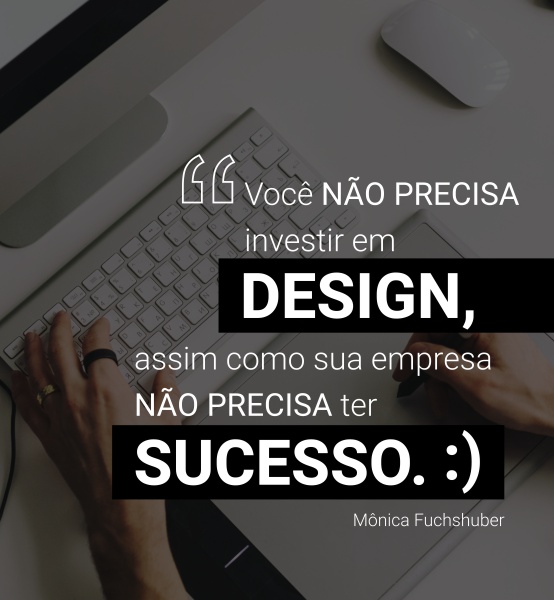 “Você NÃO PRECISA
investir em
DESIGN,
assim como sua empresa
NÃO PRECISA ter
SUCESSO. :)
Mônica Fuchshuber